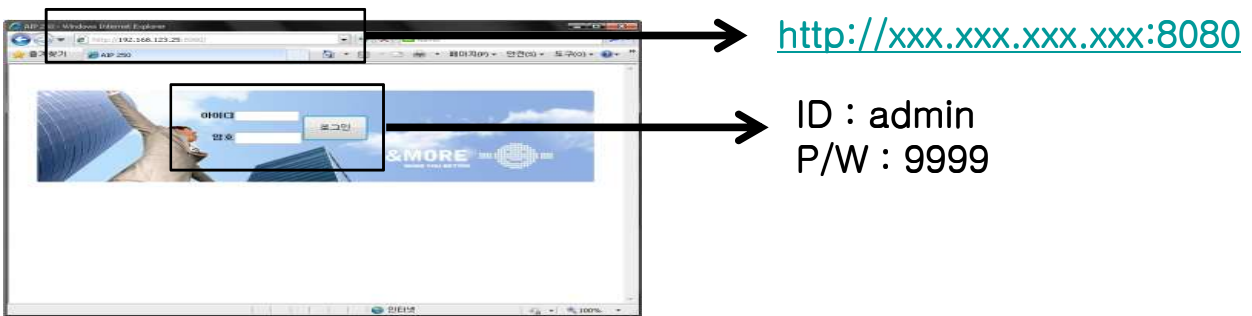 AIP 250 - Windows Internet Explorer
http://xxx.xxx.xxx.xxx:8080
http://192.168.123.25:8080/
즐겨찾기 AIP 250 페이지(P) 안전(S) 도구(O)
아이디
ID : admin
로그인
암호
P/W : 9999
&MORE
인터넷 100%